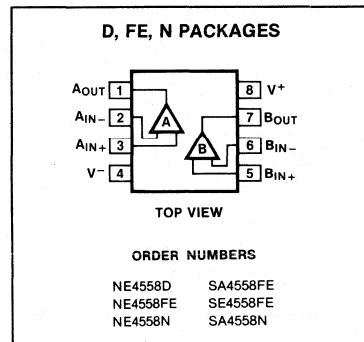 D, FE, N PACKAGES
AOUT 1 8 V+
AIN− 2 A 7 BOUT
AIN+ 3 B 6 BIN−
V− 4 5 BIN+
TOP VIEW
ORDER NUMBERS
NE4558D SA4558FE
NE4558FE SE4558FE
NE4558N SA4558N